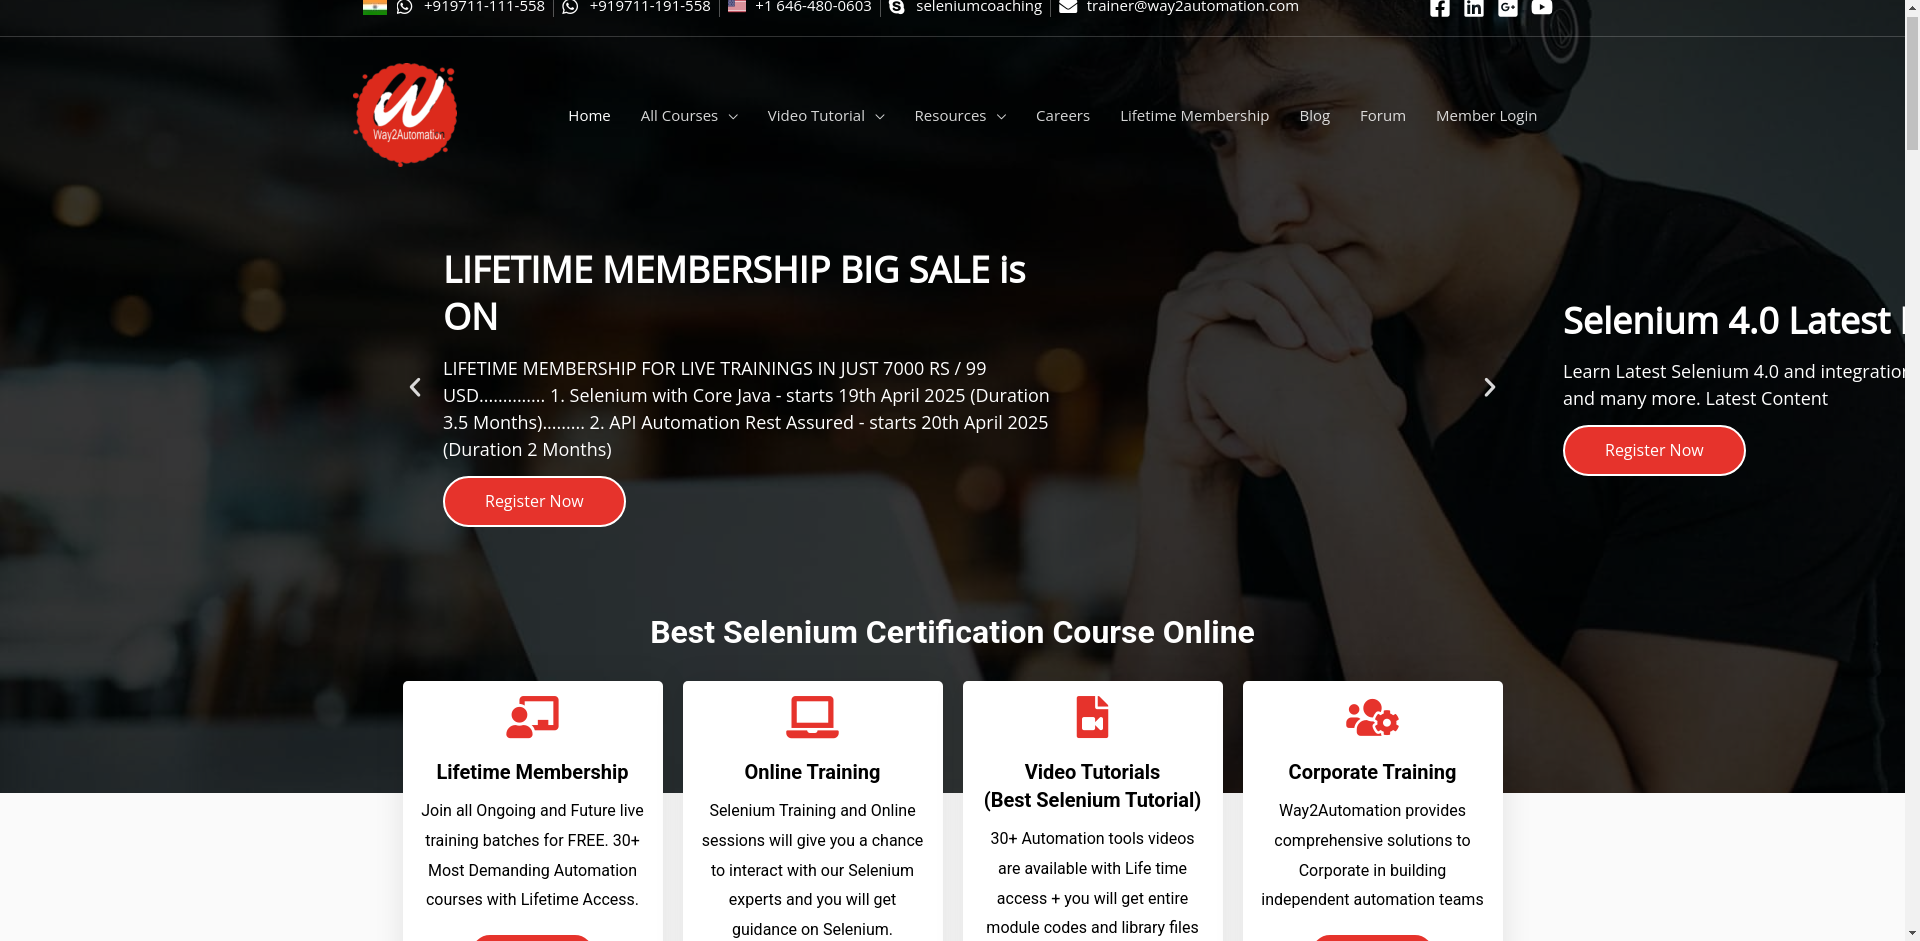 +919711-111-558
+919711-191-558
+1 646-480-0603
seleniumcoaching
trainer@way2automation.com
Way2Automation
Home
All Courses
Video Tutorial
Resources
Careers
Lifetime Membership
Blog
Forum
Member Login
LIFETIME MEMBERSHIP BIG SALE is
ON
LIFETIME MEMBERSHIP FOR LIVE TRAININGS IN JUST 7000 RS / 99
USD.............. 1. Selenium with Core Java - starts 19th April 2025 (Duration
3.5 Months)......... 2. API Automation Rest Assured - starts 20th April 2025
(Duration 2 Months)
Register Now
Selenium 4.0 Latest
Learn Latest Selenium 4.0 and integration
and many more. Latest Content
Register Now
Best Selenium Certification Course Online
Lifetime Membership
Join all Ongoing and Future live
training batches for FREE. 30+
Most Demanding Automation
courses with Lifetime Access.
Online Training
Selenium Training and Online
sessions will give you a chance
to interact with our Selenium
experts and you will get
guidance on Selenium.
Video Tutorials
(Best Selenium Tutorial)
30+ Automation tools videos
are available with Life time
access + you will get entire
module codes and library files
Corporate Training
Way2Automation provides
comprehensive solutions to
Corporate in building
independent automation teams